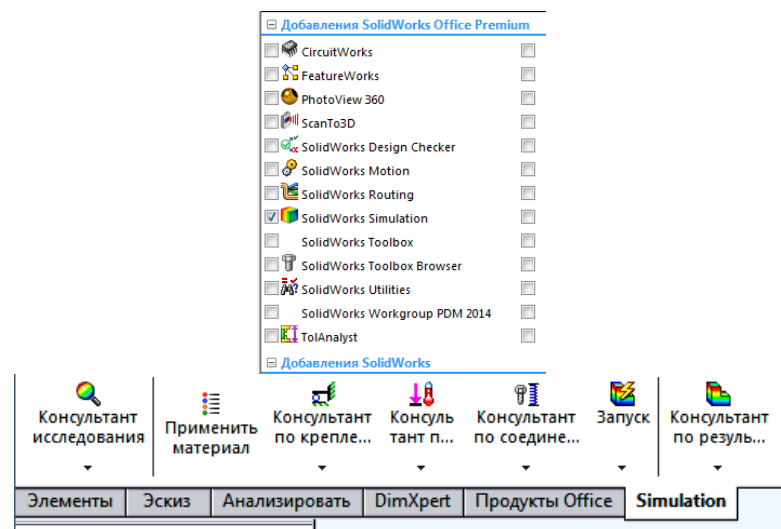 Добавления SolidWorks Office Premium
CircuitWorks
FeatureWorks
PhotoView 360
ScanTo3D
SolidWorks Design Checker
SolidWorks Motion
SolidWorks Routing
SolidWorks Simulation
SolidWorks Toolbox
SolidWorks Toolbox Browser
SolidWorks Utilities
SolidWorks Workgroup PDM 2014
TolAnalyst
Добавления SolidWorks
Консультант исследования
Применить материал
Консультант по крепле...
Консуль тант п...
Консультант по соедине...
Запуск
Консультант по резуль...
Элементы Эскиз Анализировать DimXpert Продукты Office Simulation